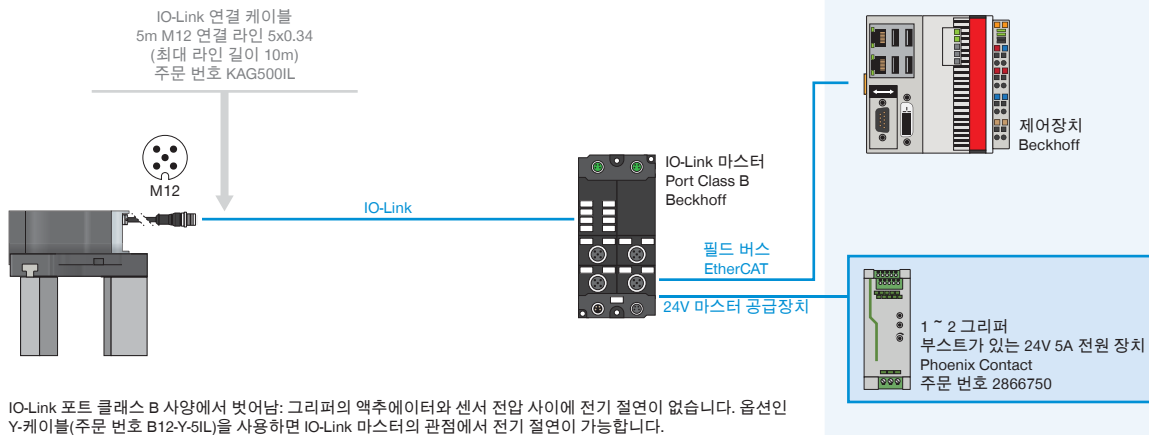 IO-Link 연결 케이블
5m M12 연결 라인 5x0.34
(최대 라인 길이 10m)
주문 번호 KAG500IL
M12
IO-Link
IO-Link 마스터
Port Class B
Beckhoff
필드 버스
EtherCAT
24V 마스터 공급장치
제어장치
Beckhoff
1 ~ 2 그리퍼
부스트가 있는 24V 5A 전원 장치
Phoenix Contact
주문 번호 2866750
IO-Link 포트 클래스 B 사양에서 벗어남: 그리퍼의 액추에이터와 센서 전압 사이에 전기 절연이 없습니다. 옵션인
Y-케이블(주문 번호 B12-Y-5IL)을 사용하면 IO-Link 마스터의 관점에서 전기 절연이 가능합니다.